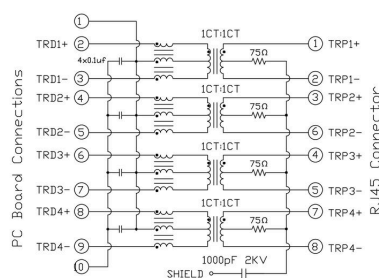 1
1CT:1CT
TRD1+ 2
1 TRP1+
4x0.1uf
75Ω
TRD1- 3
2 TRP1-
TRD2+ 4
1CT:1CT
3 TRP2+
75Ω
TRD2- 5
6 TRP2-
TRD3+ 6
1CT:1CT
4 TRP3+
75Ω
TRD3- 7
5 TRP3-
TRD4+ 8
1CT:1CT
7 TRP4+
75Ω
TRD4- 9
8 TRP4-
10
1000pF 2KV
SHIELD
PC Board Connections
RJ45 Connector